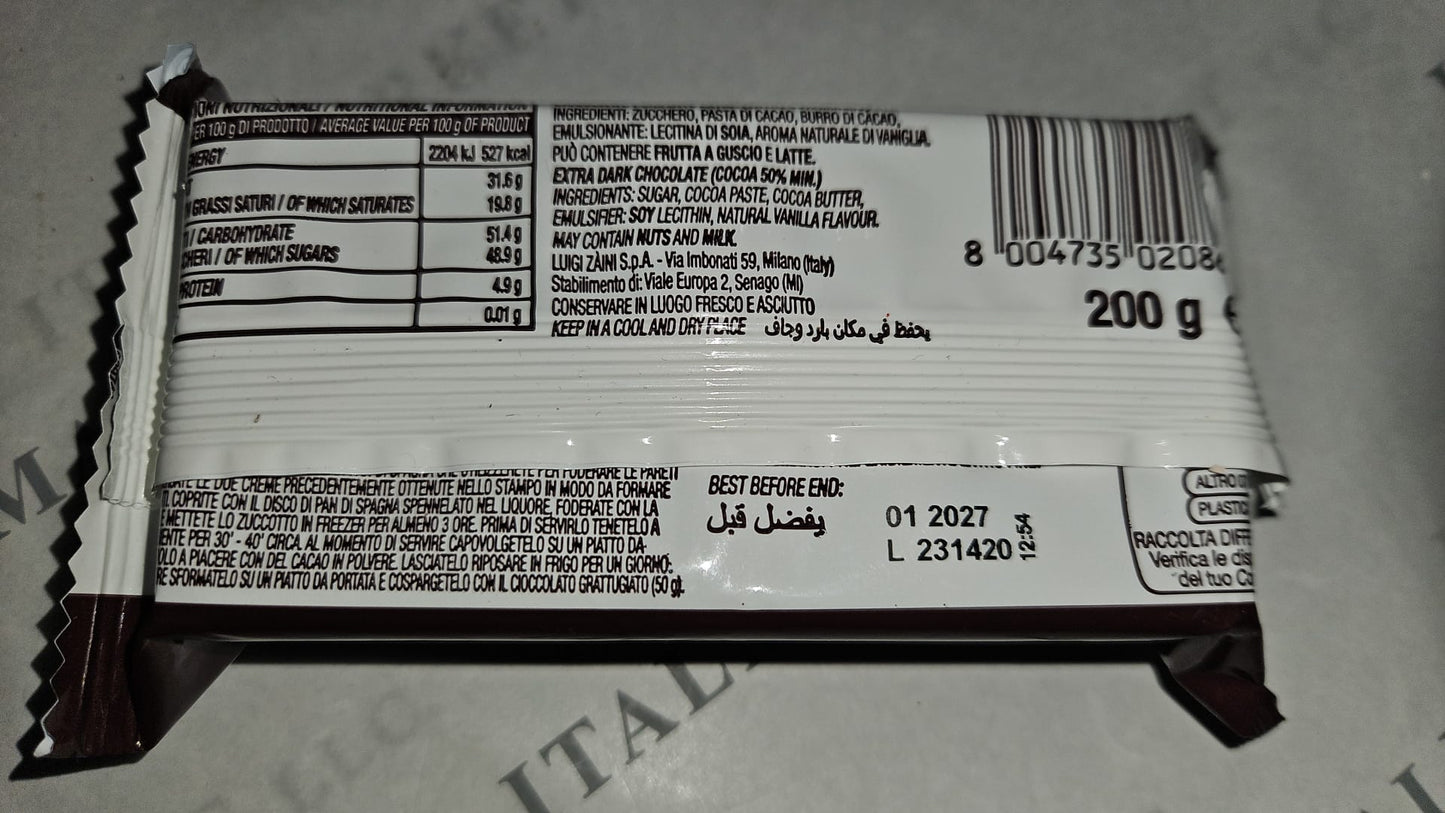 ER 100 g DI PRODOTTO / AVERAGE VALUE PER 100 g OF PRODUCT
2204 kJ 527 kcal
31.6 g
GRASSI SATURI / OF WHICH SATURATES 19.8 g
/ CARBOHYDRATE 51.4 g
/ OF WHICH SUGARS 48.9 g
4.9 g
0.01 g
INGREDIENTI: ZUCCHERO, PASTA DI CACAO, BURRO DI CACAO,
EMULSIONANTE: LECITINA DI SOIA, AROMA NATURALE DI VANIGLIA.
PUÒ CONTENERE FRUTTA A GUSCIO E LATTE.
EXTRA DARK CHOCOLATE (COCOA 50% MIN.)
INGREDIENTS: SUGAR, COCOA PASTE, COCOA BUTTER,
EMULSIFIER: SOY LECITHIN, NATURAL VANILLA FLAVOUR.
MAY CONTAIN NUTS AND MILK.
LUIGI ZÀINI S.p.A. - Via Imbonati 59, Milano (Italy)
Stabilimento di: Viale Europa 2, Senago (MI)
CONSERVARE IN LUOGO FRESCO E ASCIUTTO
KEEP IN A COOL AND DRY PLACE يحفظ في مكان بارد وجاف
8 004735 0208
200 g
LE DUE CREME PRECEDENTEMENTE OTTENUTE NELLO STAMPO IN MODO DA FORMARE
COPRITE CON IL DISCO DI PAN DI SPAGNA SPENNELATO NEL LIQUORE, FODERATE CON LA
METTETE LO ZUCCOTTO IN FREEZER PER ALMENO 3 ORE. PRIMA DI SERVIRLO TENETELO A
PER 30' - 40' CIRCA. AL MOMENTO DI SERVIRE CAPOVOLGETELO SU UN PIATTO DA
A PIACERE CON DEL CACAO IN POLVERE. LASCIATELO RIPOSARE IN FRIGO PER UN GIORNO.
SFORMATELO SU UN PIATTO DA PORTATA E COSPARGETELO CON IL CIOCCOLATO GRATTUGIATO (50 g).
BEST BEFORE END:
يفضل قبل
01 2027
L 231420 12:54
ALTRO
PLASTIC
RACCOLTA DIFF
Verifica le dis
del tuo Co
ITAL